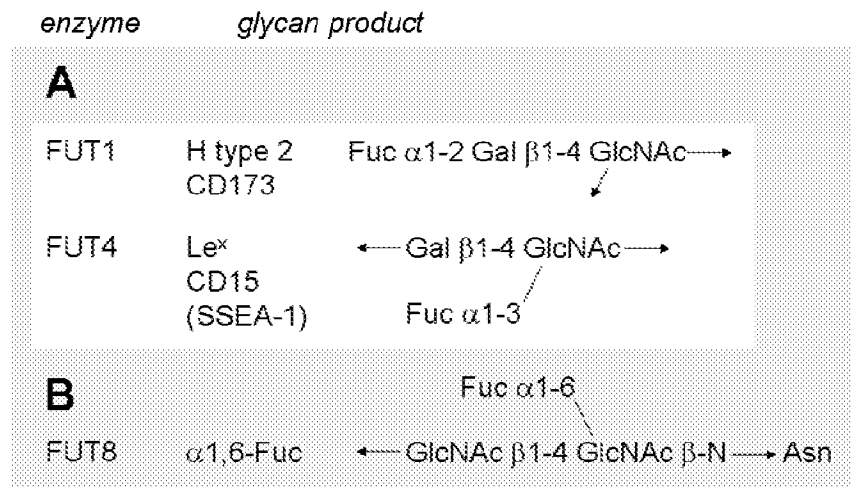 enzyme glycan product
A
FUT1 H type 2 Fuc α1-2 Gal β1-4 GlcNAc
CD173
FUT4 Leˣ Gal β1-4 GlcNAc
CD15
(SSEA-1) Fuc α1-3
B
Fuc α1-6
FUT8 α1,6-Fuc GlcNAc β1-4 GlcNAc β-N Asn